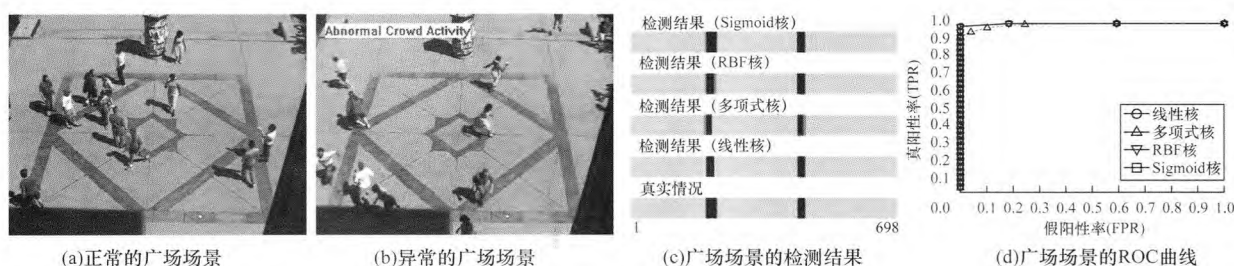 Abnormal Crowd Activity
检测结果(Sigmoid核)
检测结果(RBF核)
检测结果(多项式核)
检测结果(线性核)
真实情况
1 698
1.0
0.9
0.8
0.7
0.6
0.5
0.4
0.3
0.2
0.1
0.0 0.1 0.2 0.3 0.4 0.5 0.6 0.7 0.8 0.9 1.0
真阳性率(TPR)
假阳性率(FPR)
线性核
多项式核
RBF核
Sigmoid核
(a)正常的广场场景
(b)异常的广场场景
(c)广场场景的检测结果
(d)广场场景的ROC曲线